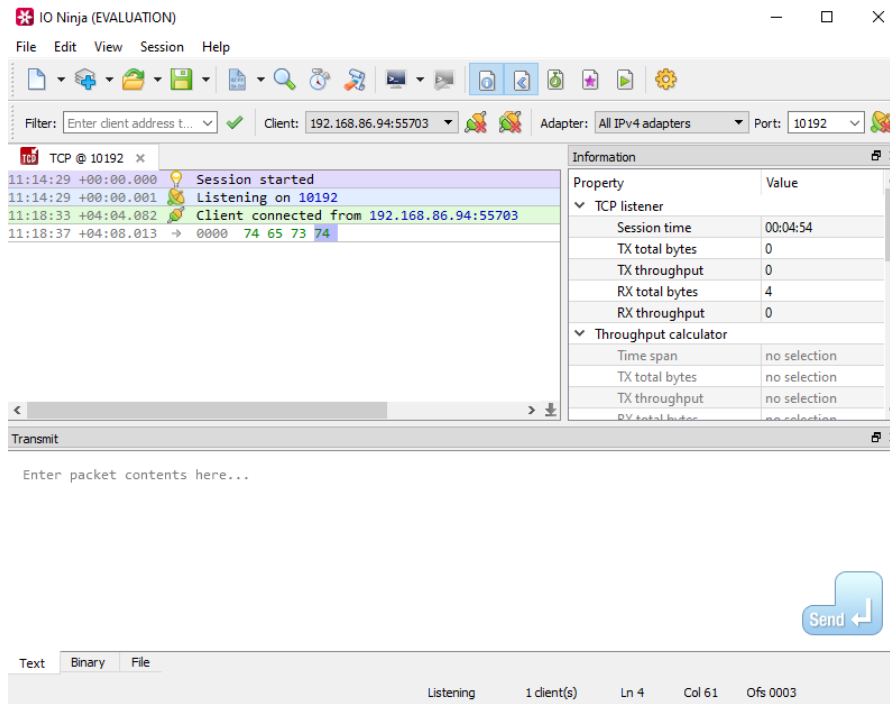 IO Ninja (EVALUATION)
File Edit View Session Help
Filter: Enter client address t... Client: 192.168.86.94:55703 Adapter: All IPv4 adapters Port: 10192
TCP TCP @ 10192
11:14:29 +00:00.000 Session started
11:14:29 +00:00.001 Listening on 10192
11:18:33 +04:04.082 Client connected from 192.168.86.94:55703
11:18:37 +04:08.013 → 0000 74 65 73 74
Information
Property Value
TCP listener
Session time 00:04:54
TX total bytes 0
TX throughput 0
RX total bytes 4
RX throughput 0
Throughput calculator
Time span no selection
TX total bytes no selection
TX throughput no selection
RX total bytes no selection
Transmit
Enter packet contents here...
Send
Text Binary File
Listening 1 client(s) Ln 4 Col 61 Ofs 0003